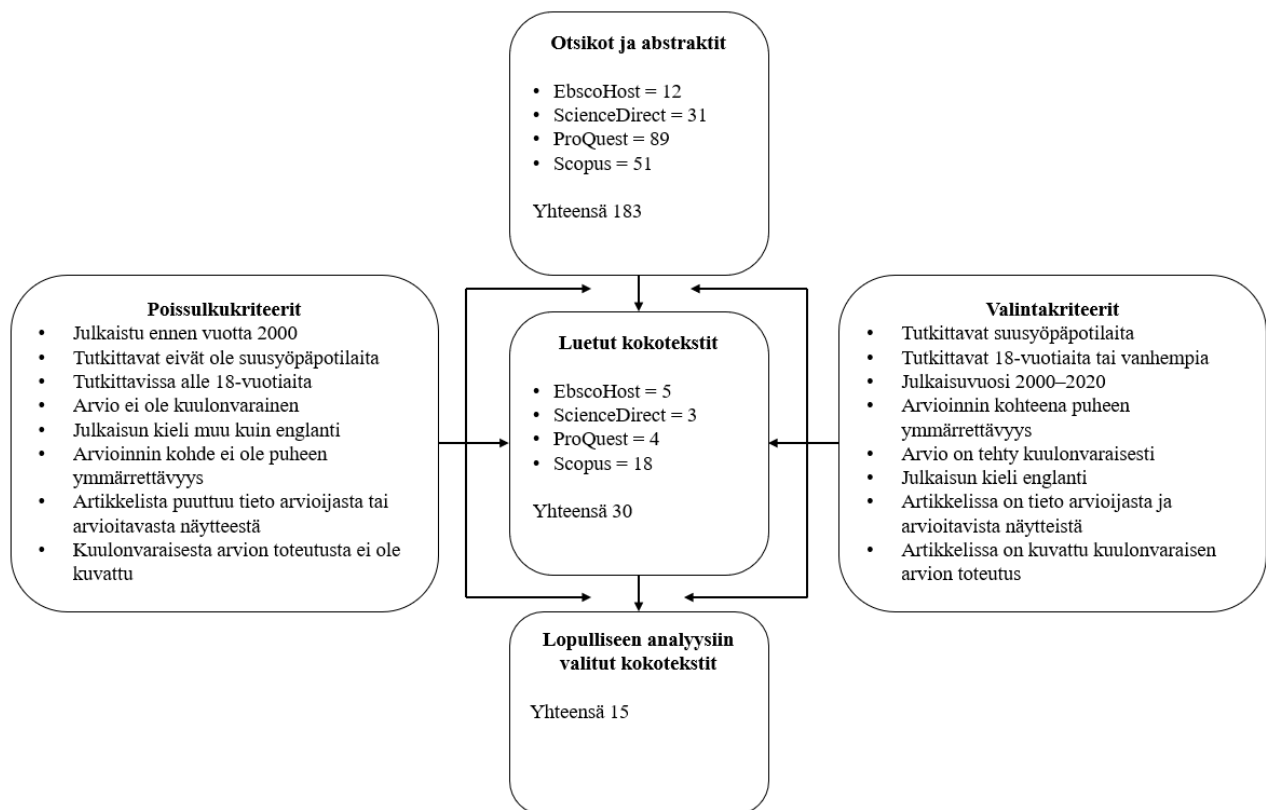 Otsikot ja abstraktit
• EbscoHost = 12
• ScienceDirect = 31
• ProQuest = 89
• Scopus = 51
Yhteensä 183
Poissulkukriteerit
• Julkaistu ennen vuotta 2000
• Tutkittavat eivät ole suusyöpäpotilaita
• Tutkittavissa alle 18-vuotiaita
• Arvio ei ole kuulonvarainen
• Julkaisun kieli muu kuin englanti
• Arvioinnin kohde ei ole puheen
ymmärrettävyys
• Artikkelista puuttuu tieto arvioijasta tai
arvioitavasta näytteestä
• Kuulonvaraisesta arvion toteutusta ei ole
kuvattu
Luetut kokotekstit
• EbscoHost = 5
• ScienceDirect = 3
• ProQuest = 4
• Scopus = 18
Yhteensä 30
Valintakriteerit
• Tutkittavat suusyöpäpotilaita
• Tutkittavat 18-vuotiaita tai vanhempia
• Julkaisuvuosi 2000–2020
• Arvioinnin kohteena puheen
ymmärrettävyys
• Arvio on tehty kuulonvaraisesti
• Julkaisun kieli englanti
• Artikkelissa on tieto arvioijasta ja
arvioitavista näytteistä
• Artikkelissa on kuvattu kuulonvaraisen
arvion toteutus
Lopulliseen analyysiin
valitut kokotekstit
Yhteensä 15